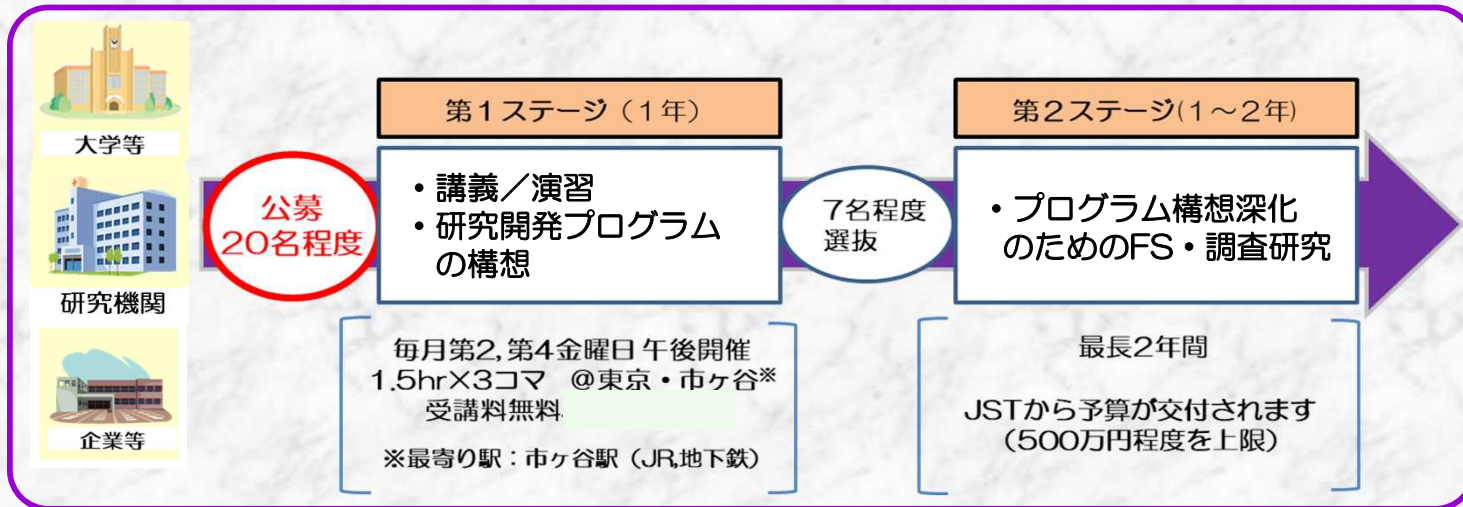 大学等
研究機関
企業等
公募
20名程度
第1ステージ（1年）
・講義／演習
・研究開発プログラム
の構想
毎月第2,第4金曜日 午後開催
1.5hr×3コマ　@東京・市ヶ谷※
受講料無料
※最寄り駅：市ヶ谷駅（JR,地下鉄）
7名程度
選抜
第2ステージ(1～2年)
・プログラム構想深化
のためのFS・調査研究
最長2年間
JSTから予算が交付されます
（500万円程度を上限）